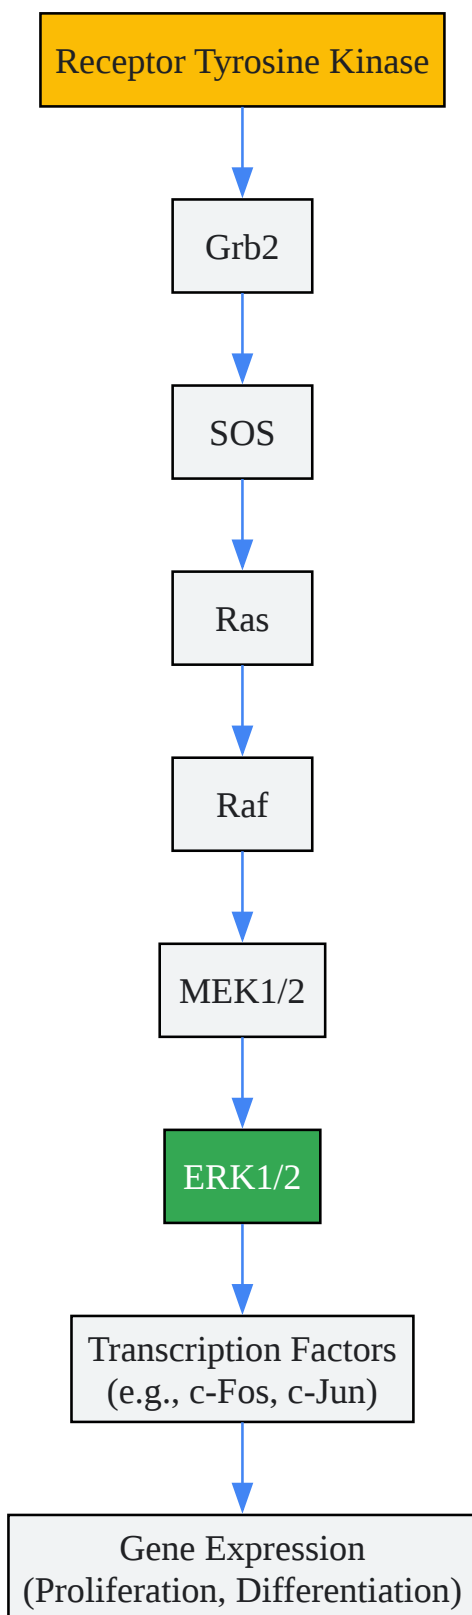 Receptor Tyrosine Kinase
Grb2
SOS
Ras
Raf
MEK1/2
ERK1/2
Transcription Factors
(e.g., c-Fos, c-Jun)
Gene Expression
(Proliferation, Differentiation)